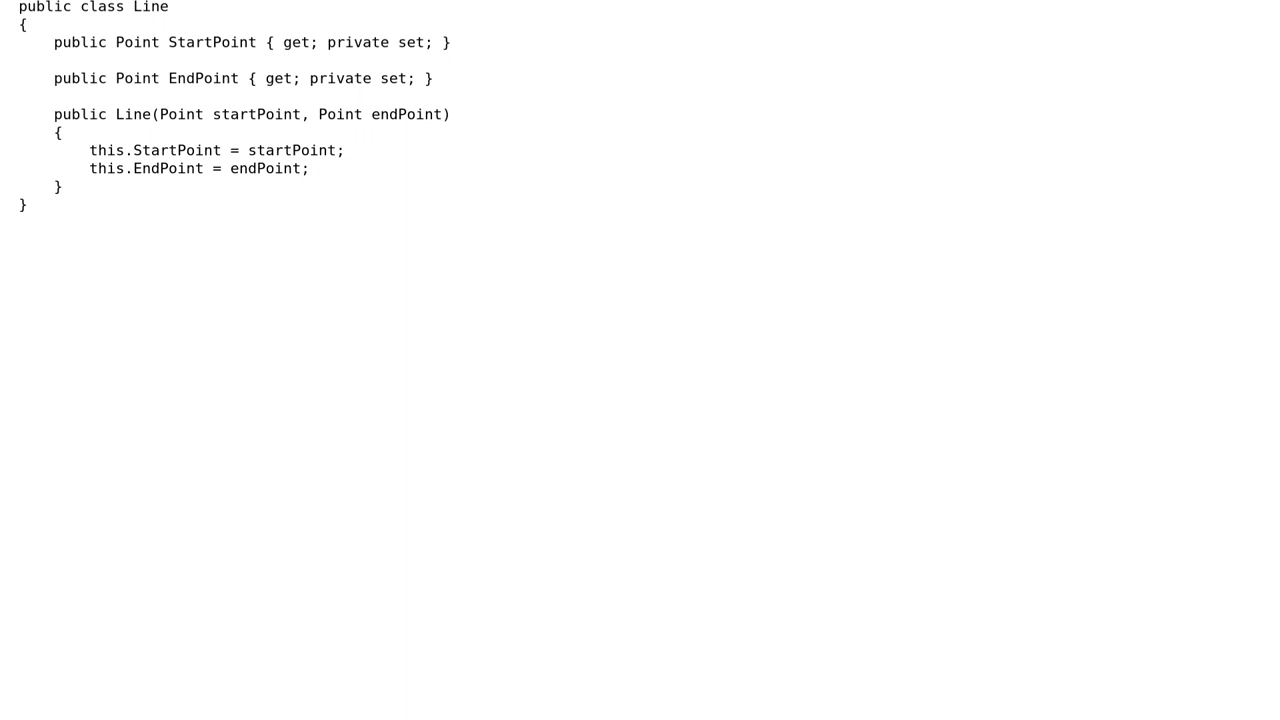 public class Line
{
    public Point StartPoint { get; private set; }

    public Point EndPoint { get; private set; }

    public Line(Point startPoint, Point endPoint)
    {
        this.StartPoint = startPoint;
        this.EndPoint = endPoint;
    }
}